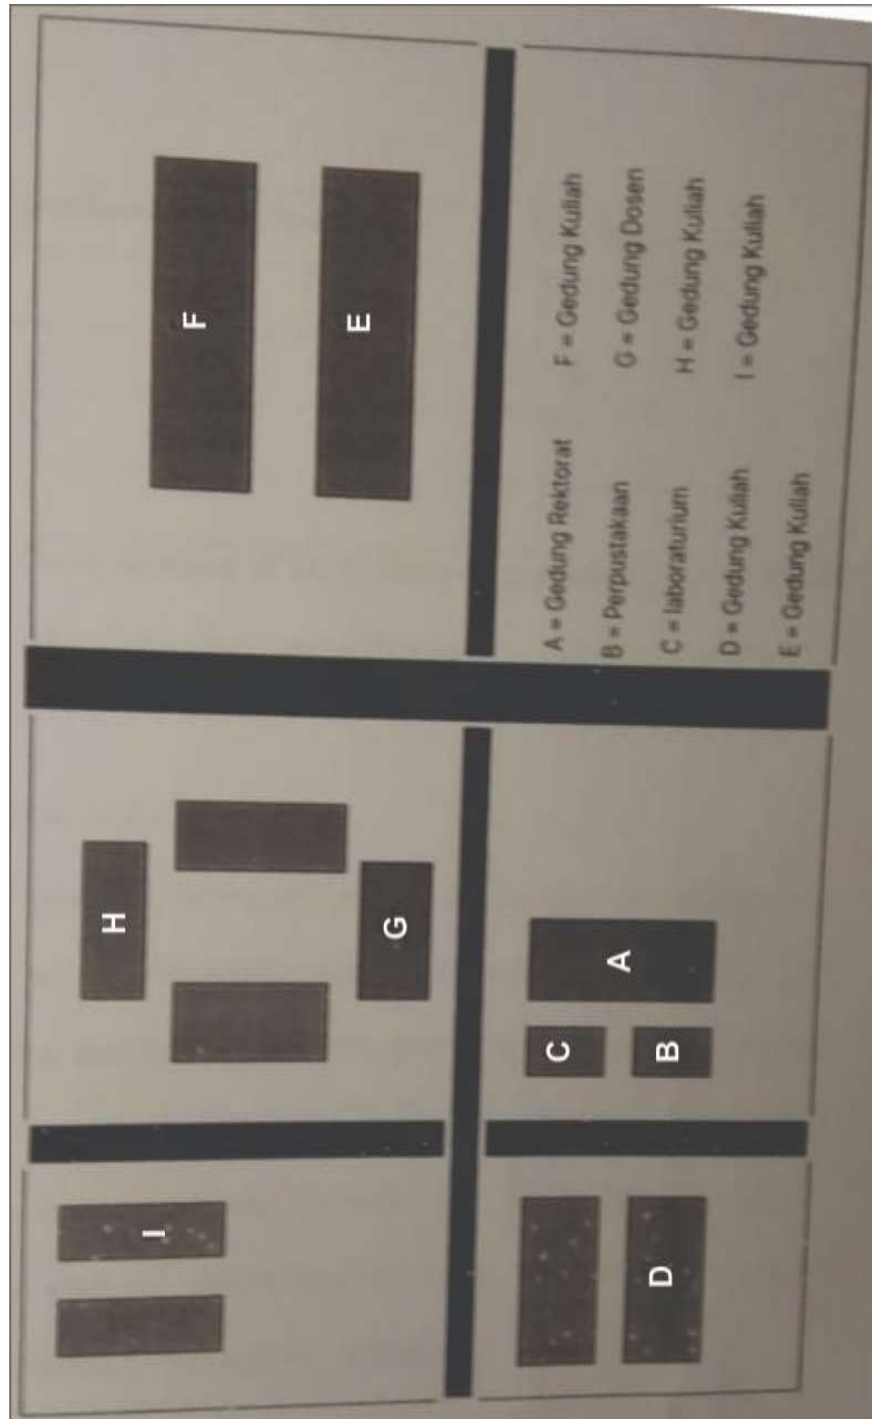 I
H
F
E
G
C
A
B
D
A = Gedung Rektorat
B = Perpustakaan
C = laboraturium
D = Gedung Kuliah
E = Gedung Kuliah
F = Gedung Kuliah
G = Gedung Dosen
H = Gedung Kuliah
I = Gedung Kuliah